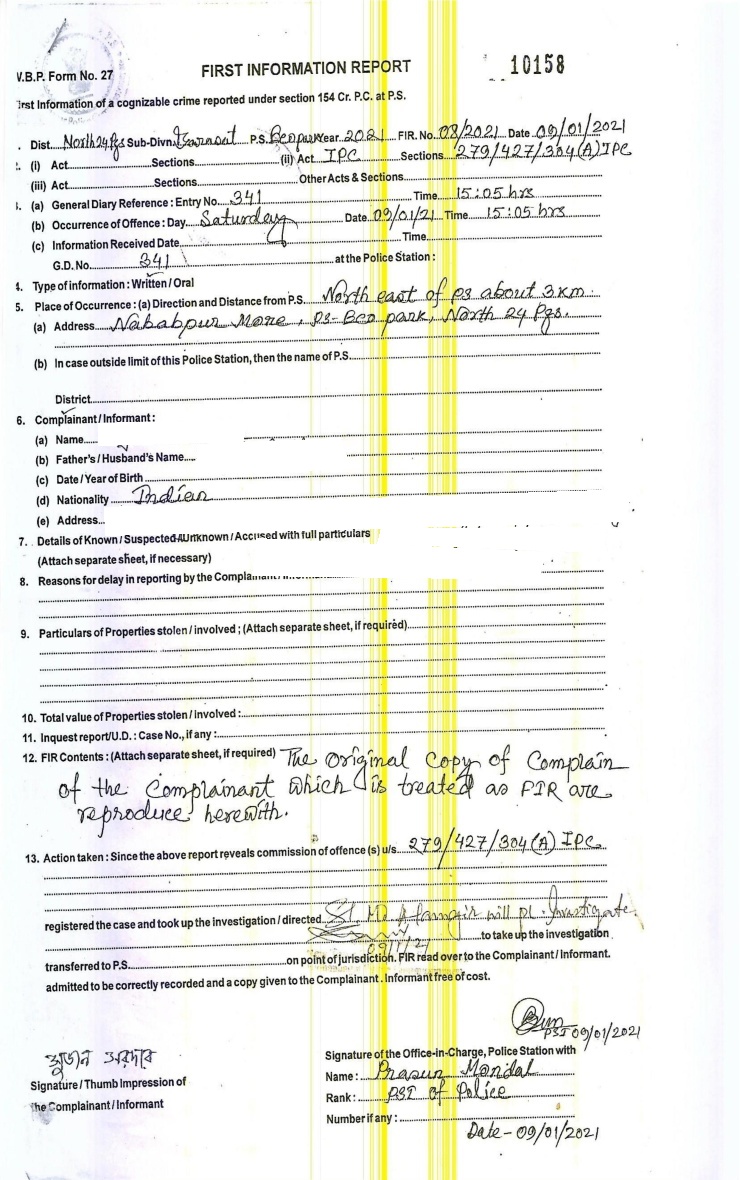 V.B.P. Form No. 27
FIRST INFORMATION REPORT
10158
First Information of a cognizable crime reported under section 154 Cr. P.C. at P.S.
. Dist. North 24 Pgs Sub-Divn. Barasat P.S. Eco park Year. 2021 FIR. No. 08/2021 Date 09/01/2021
(i) Act Sections (ii) Act IPC Sections 279/427/304(A) IPC
(iii) Act Sections Other Acts & Sections
(a) General Diary Reference : Entry No. 341 Time 15:05 hrs
(b) Occurrence of Offence : Day Saturday Date 09/01/21 Time 15:05 hrs
(c) Information Received Date Time
G.D. No. 341 at the Police Station :
4. Type of information : Written / Oral
5. Place of Occurrence : (a) Direction and Distance from P.S. North east of PS about 3 km.
(a) Address Nababpur More, PS- Eco park, North 24 Pgs.
(b) In case outside limit of this Police Station, then the name of P.S.
District
6. Complainant / Informant :
(a) Name
(b) Father's / Husband's Name
(c) Date / Year of Birth
(d) Nationality Indian
(e) Address
7. Details of Known / Suspected / Unknown / Accused with full particulars
(Attach separate sheet, if necessary)
8. Reasons for delay in reporting by the
9. Particulars of Properties stolen / involved ; (Attach separate sheet, if required)
10. Total value of Properties stolen / involved :
11. Inquest report / U.D. : Case No., if any :
12. FIR Contents : (Attach separate sheet, if required) The original copy of Complain
of the Complainant which is treated as FIR are
reproduce herewith.
13. Action taken : Since the above report reveals commission of offence (s) u/s. 279/427/304(A) IPC
registered the case and took up the investigation / directed SI. Md. will pl. Investigate.
09/1/21 to take up the investigation
transferred to P.S. on point of jurisdiction. FIR read over to the Complainant / Informant.
admitted to be correctly recorded and a copy given to the Complainant. Informant free of cost.
PSI 09/01/2021
সুজান সরদার
Signature / Thumb Impression of
the Complainant / Informant
Signature of the Office-in-Charge, Police Station with
Name : Prasun Mondal
Rank : PSI of Police
Number if any :
Date - 09/01/2021